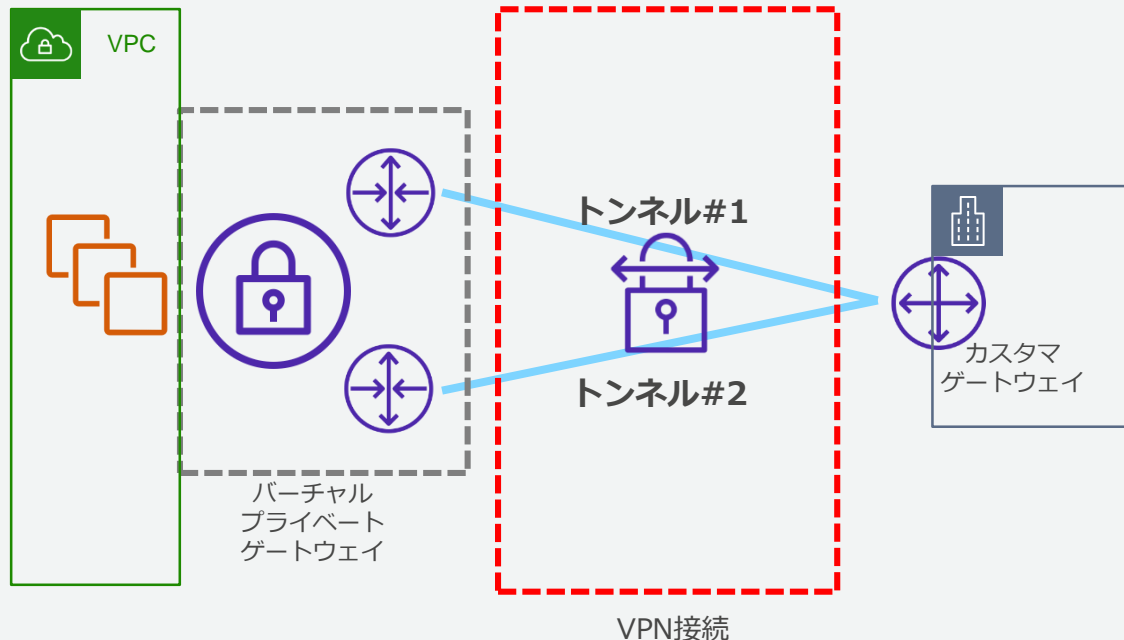 VPC
トンネル#1
トンネル#2
カスタマ
ゲートウェイ
バーチャル
プライベート
ゲートウェイ
VPN接続